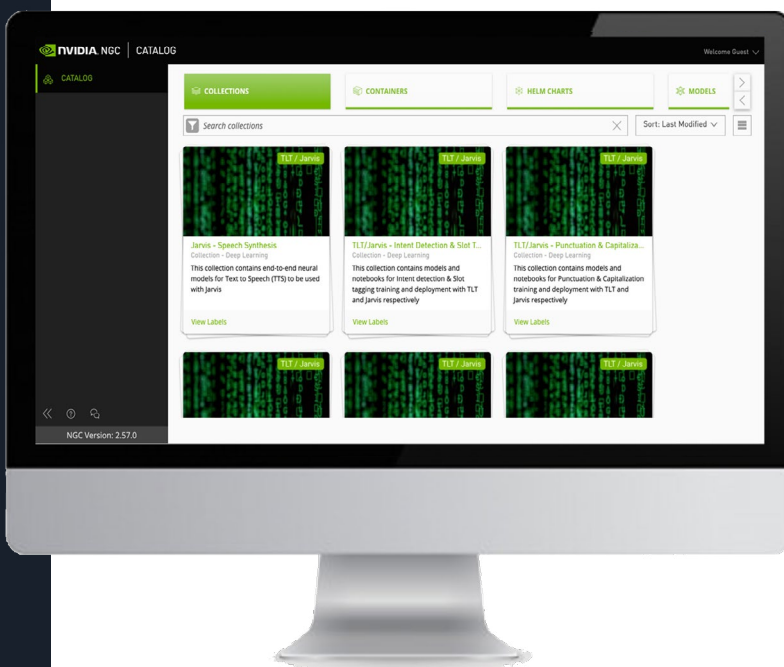 NVIDIA. NGC | CATALOG
Welcome Guest
CATALOG
COLLECTIONS
CONTAINERS
HELM CHARTS
MODELS
Search collections
Sort: Last Modified
TLT / Jarvis
TLT / Jarvis
TLT / Jarvis
Jarvis - Speech Synthesis
Collection - Deep Learning
This collection contains end-to-end neural
models for Text to Speech (TTS) to be used
with Jarvis
View Labels
TLT/Jarvis - Intent Detection & Slot T...
Collection - Deep Learning
This collection contains models and
notebooks for Intent detection & Slot
tagging training and deployment with TLT
and Jarvis respectively
View Labels
TLT/Jarvis - Punctuation & Capitaliza...
Collection - Deep Learning
This collection contains models and
notebooks for Punctuation & Capitalization
training and deployment with TLT and
Jarvis respectively
View Labels
TLT / Jarvis
TLT / Jarvis
TLT / Jarvis
NGC Version: 2.57.0